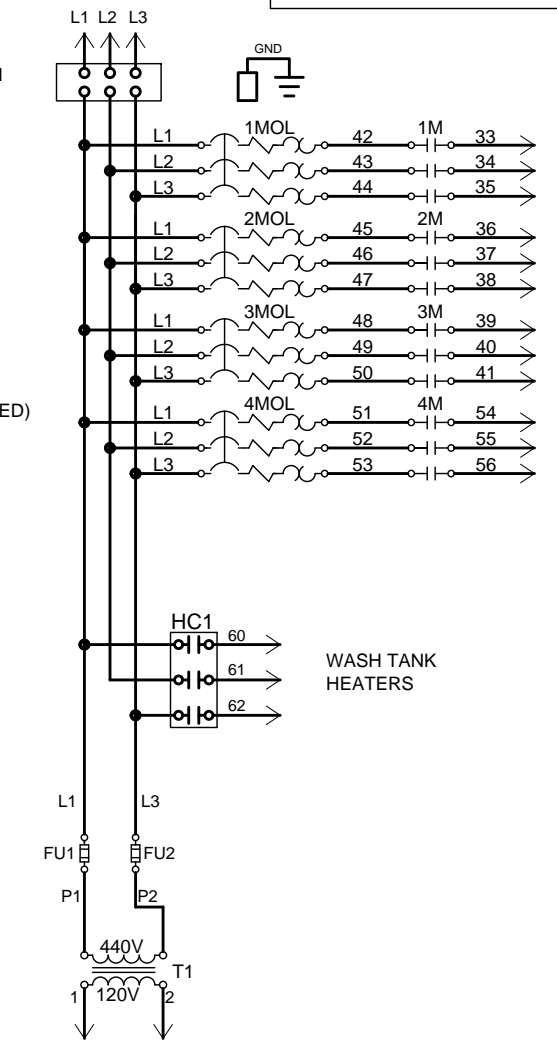 L1 L2 L3
GND
L1 1MOL 42 1M 33
L2 43 34
L3 44 35
L1 2MOL 45 2M 36
L2 46 37
L3 47 38
L1 3MOL 48 3M 39
L2 49 40
L3 50 41
ED)
L1 4MOL 51 4M 54
L2 52 55
L3 53 56
HC1
60
61
62
WASH TANK
HEATERS
L1 L3
FU1 FU2
P1 P2
440V
T1
1 120V 2